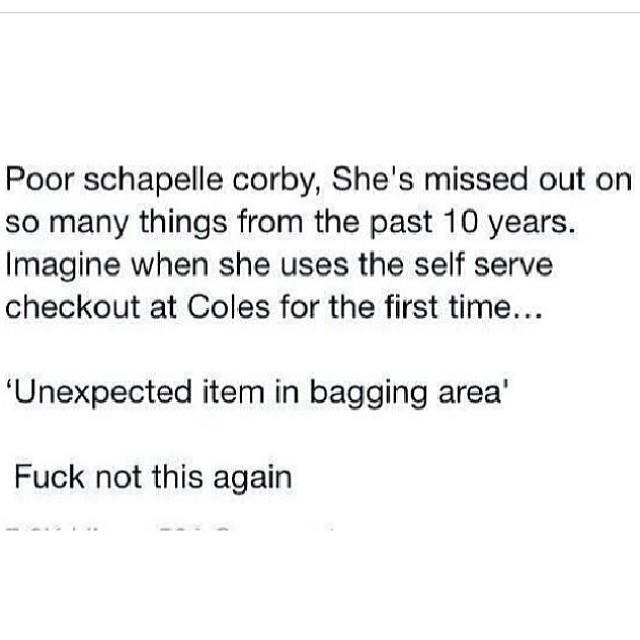 Poor schapelle corby, She's missed out on
so many things from the past 10 years.
Imagine when she uses the self serve
checkout at Coles for the first time...
‘Unexpected item in bagging area'
Fuck not this again